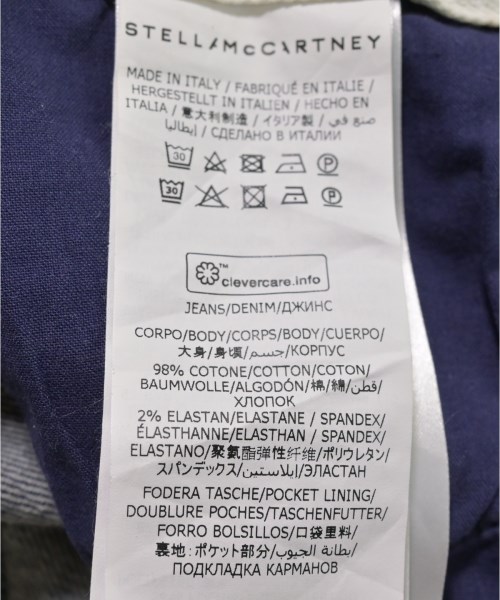 STELLA McCARTNEY
MADE IN ITALY / FABRIQUÉ EN ITALIE /
HERGESTELLT IN ITALIEN / HECHO EN
ITALIA / 意大利制造 / イタリア製 / صنع في
إيطاليا / СДЕЛАНО В ИТАЛИИ
30
30
™
clevercare.info
JEANS/DENIM/ДЖИНС
CORPO/BODY/CORPS/BODY/CUERPO/
大身/身頃/جسم/КОРПУС
98% COTONE/COTTON/COTON/
BAUMWOLLE/ALGODÓN/棉/綿/قطن/
ХЛОПОК
2% ELASTAN/ELASTANE / SPANDEX/
ÉLASTHANNE/ELASTHAN / SPANDEX/
ELASTANO/聚氨酯弹性纤维/ポリウレタン/
スパンデックス/إيلاستين/ЭЛАСТАН
FODERA TASCHE/POCKET LINING/
DOUBLURE POCHES/TASCHENFUTTER/
FORRO BOLSILLOS/口袋里料/
裏地:ポケット部分/بطانة الجيوب/
ПОДКЛАДКА КАРМАНОВ